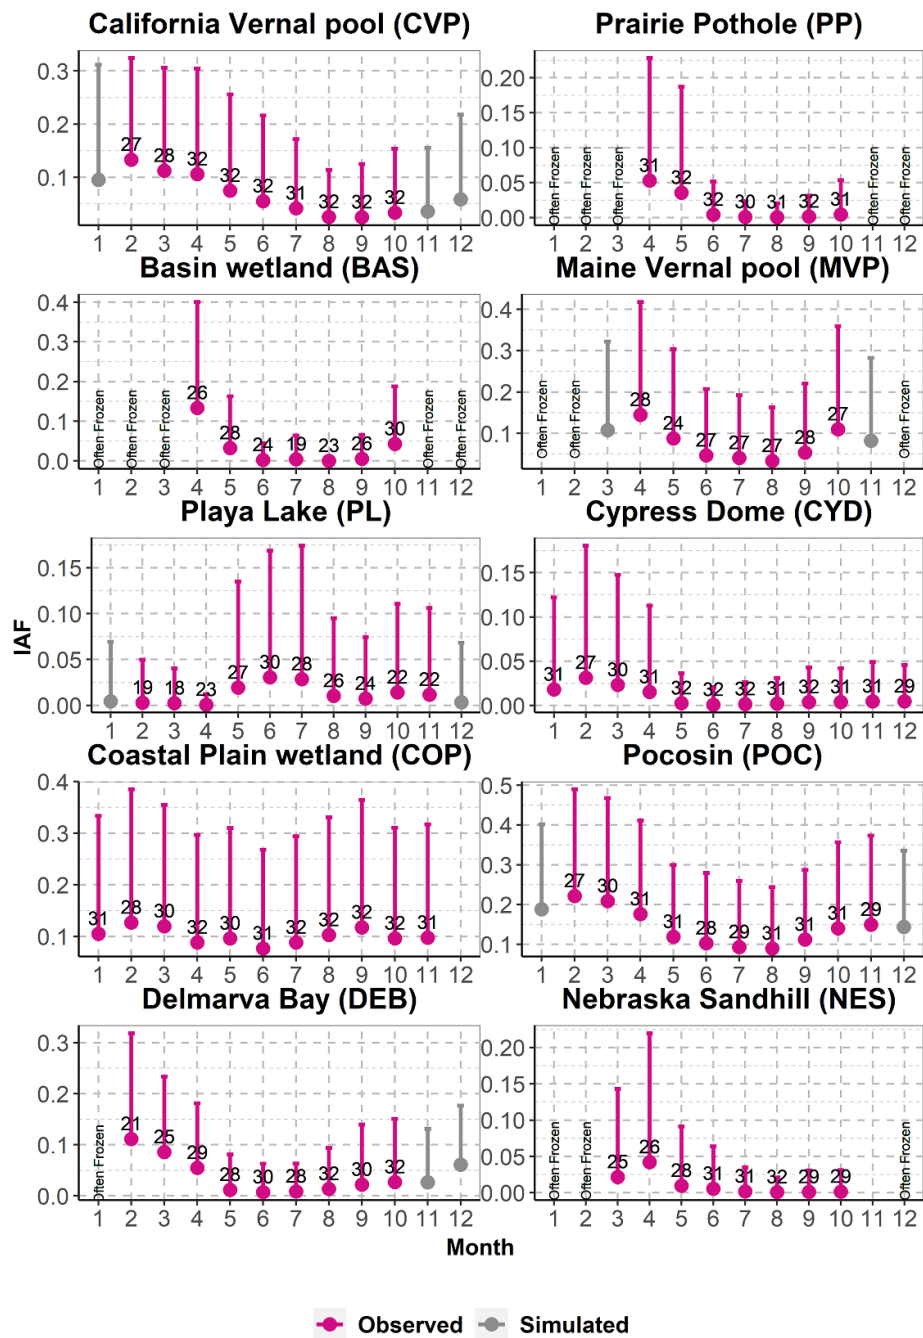 California Vernal pool (CVP)
0.3
0.2
0.1
27 28 32 32 32 31 32 32 32
1 2 3 4 5 6 7 8 9 10 11 12
Prairie Pothole (PP)
0.20
0.15
0.10
0.05
0.00
Often Frozen Often Frozen Often Frozen 31 32 32 30 31 32 31 Often Frozen Often Frozen
1 2 3 4 5 6 7 8 9 10 11 12
Basin wetland (BAS)
0.4
0.3
0.2
0.1
0.0
Often Frozen Often Frozen Often Frozen 26 28 24 19 23 26 30 Often Frozen Often Frozen
1 2 3 4 5 6 7 8 9 10 11 12
Maine Vernal pool (MVP)
0.4
0.3
0.2
0.1
Often Frozen Often Frozen 28 24 27 27 27 28 27 Often Frozen
1 2 3 4 5 6 7 8 9 10 11 12
IAF
Playa Lake (PL)
0.15
0.10
0.05
0.00
19 18 23 27 30 28 26 24 22 22
1 2 3 4 5 6 7 8 9 10 11 12
Cypress Dome (CYD)
0.15
0.10
0.05
0.00
31 27 30 31 32 32 32 31 32 31 31 29
1 2 3 4 5 6 7 8 9 10 11 12
Coastal Plain wetland (COP)
0.4
0.3
0.2
0.1
31 28 30 32 30 31 32 32 32 32 31
1 2 3 4 5 6 7 8 9 10 11
Pocosin (POC)
0.5
0.4
0.3
0.2
0.1
27 30 31 31 28 29 31 31 30 29
1 2 3 4 5 6 7 8 9 10 11 12
Delmarva Bay (DEB)
0.3
0.2
0.1
0.0
Often Frozen 21 25 29 28 30 28 32 30 32
1 2 3 4 5 6 7 8 9 10 11 12
Nebraska Sandhill (NES)
0.20
0.15
0.10
0.05
0.00
Often Frozen Often Frozen 25 26 28 31 31 32 29 29 Often Frozen
1 2 3 4 5 6 7 8 9 10 11 12
Month
Observed Simulated